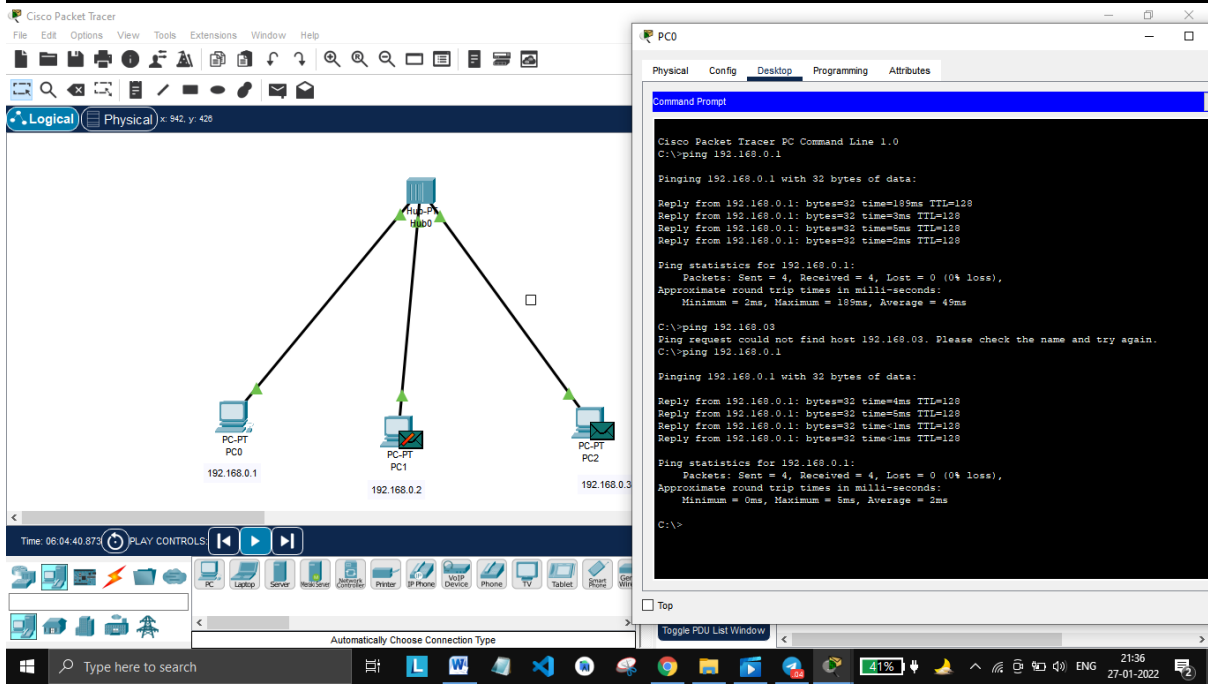 Cisco Packet Tracer
File Edit Options View Tools Extensions Window Help
Logical Physical x: 942, y: 426
Hub-PT
Hub0
PC-PT
PC0
192.168.0.1
PC-PT
PC1
192.168.0.2
PC-PT
PC2
192.168.0.3
Time: 06:04:40.873 PLAY CONTROLS:
PC Laptop Server Printer IP Phone VoIP Device Phone TV Tablet Smart Phone
Automatically Choose Connection Type
PC0
Physical Config Desktop Programming Attributes
Command Prompt
Cisco Packet Tracer PC Command Line 1.0
C:\>ping 192.168.0.1
Pinging 192.168.0.1 with 32 bytes of data:
Reply from 192.168.0.1: bytes=32 time=189ms TTL=128
Reply from 192.168.0.1: bytes=32 time=3ms TTL=128
Reply from 192.168.0.1: bytes=32 time=5ms TTL=128
Reply from 192.168.0.1: bytes=32 time=2ms TTL=128
Ping statistics for 192.168.0.1:
Packets: Sent = 4, Received = 4, Lost = 0 (0% loss),
Approximate round trip times in milli-seconds:
Minimum = 2ms, Maximum = 189ms, Average = 49ms
C:\>ping 192.168.03
Ping request could not find host 192.168.03. Please check the name and try again.
C:\>ping 192.168.0.1
Pinging 192.168.0.1 with 32 bytes of data:
Reply from 192.168.0.1: bytes=32 time=4ms TTL=128
Reply from 192.168.0.1: bytes=32 time=5ms TTL=128
Reply from 192.168.0.1: bytes=32 time<1ms TTL=128
Reply from 192.168.0.1: bytes=32 time<1ms TTL=128
Ping statistics for 192.168.0.1:
Packets: Sent = 4, Received = 4, Lost = 0 (0% loss),
Approximate round trip times in milli-seconds:
Minimum = 0ms, Maximum = 5ms, Average = 2ms
C:\>
Top
Toggle PDU List Window
Type here to search
41%
ENG
21:36
27-01-2022